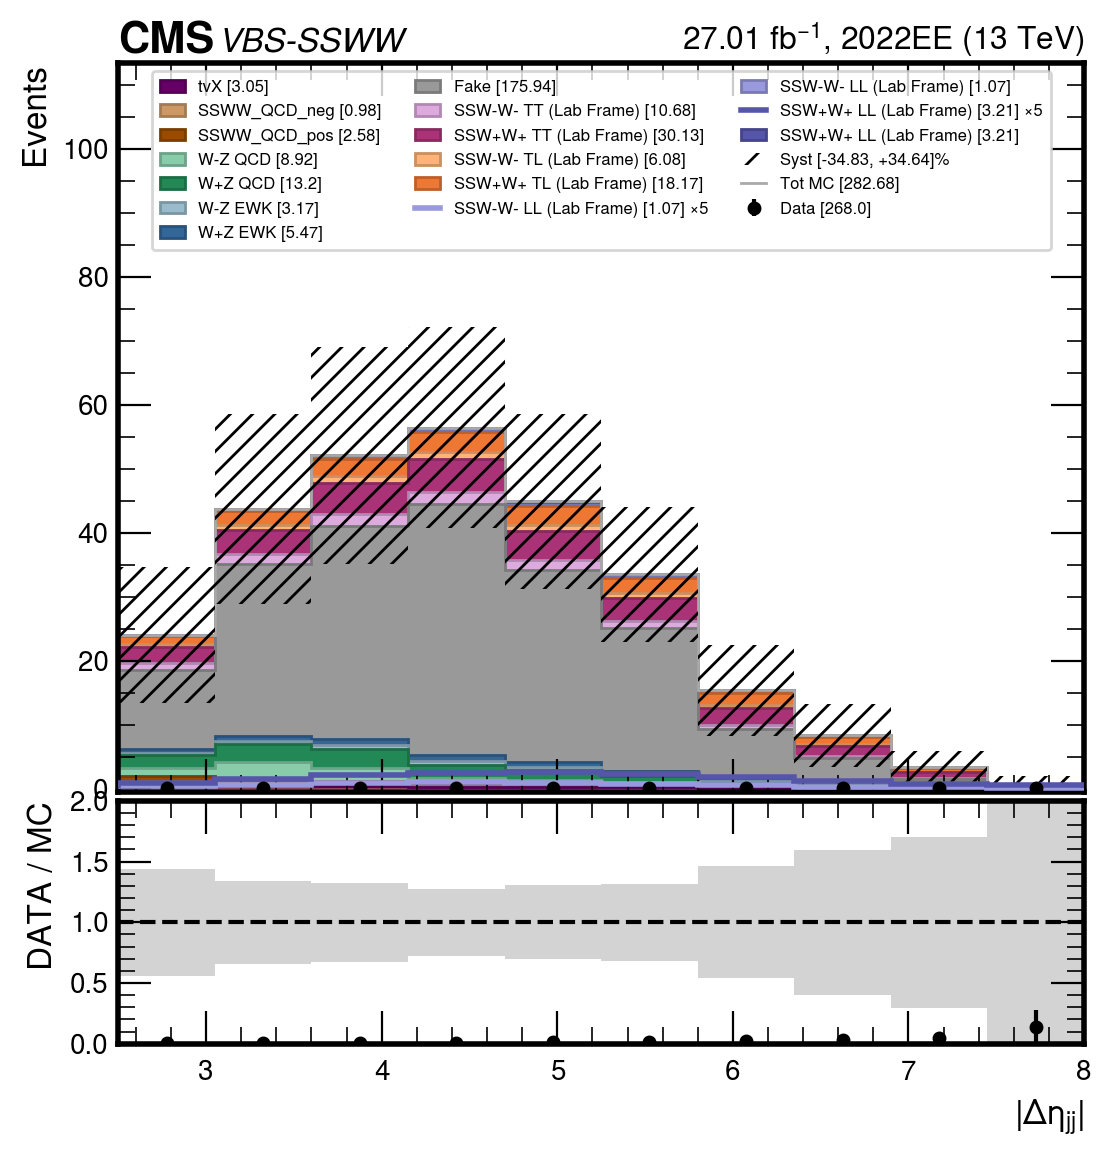 CMS VBS-SSWW 27.01 fb⁻¹, 2022EE (13 TeV)
Events
tvX [3.05]
SSWW_QCD_neg [0.98]
SSWW_QCD_pos [2.58]
W-Z QCD [8.92]
W+Z QCD [13.2]
W-Z EWK [3.17]
W+Z EWK [5.47]
Fake [175.94]
SSW-W- TT (Lab Frame) [10.68]
SSW+W+ TT (Lab Frame) [30.13]
SSW-W- TL (Lab Frame) [6.08]
SSW+W+ TL (Lab Frame) [18.17]
SSW-W- LL (Lab Frame) [1.07] ×5
SSW-W- LL (Lab Frame) [1.07]
SSW+W+ LL (Lab Frame) [3.21] ×5
SSW+W+ LL (Lab Frame) [3.21]
Syst [-34.83, +34.64]%
Tot MC [282.68]
Data [268.0]
100
80
60
40
20
0
DATA / MC
2.0
1.5
1.0
0.5
0.0
3 4 5 6 7 8
|Δηjj|